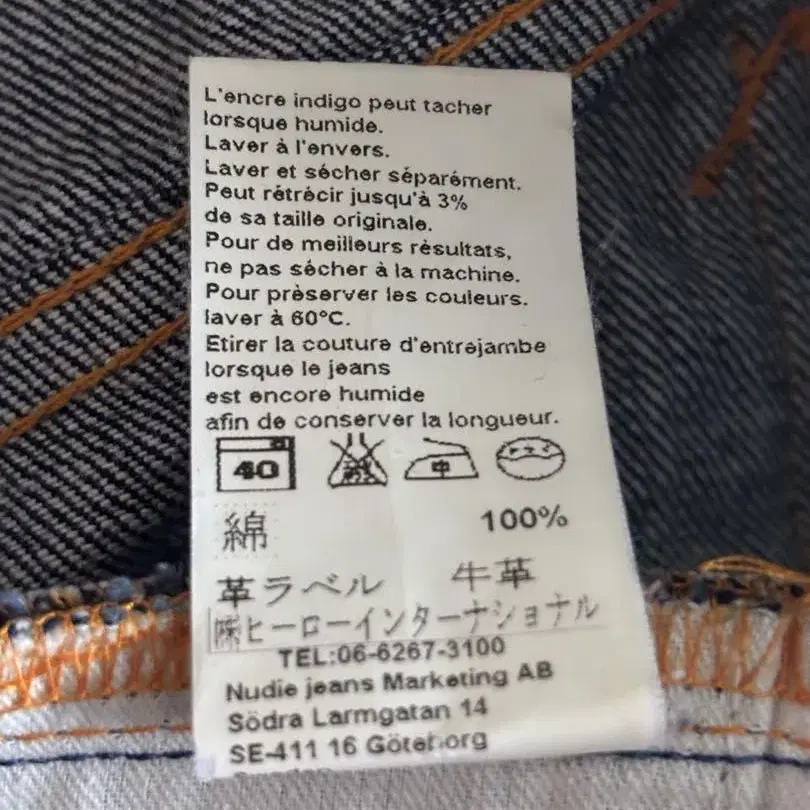 L'encre indigo peut tacher
lorsque humide.
Laver à l'envers.
Laver et sécher séparément.
Peut rétrécir jusqu'à 3%
de sa taille originale.
Pour de meilleurs résultats,
ne pas sécher à la machine.
Pour prèserver les couleurs.
laver à 60°C.
Etirer la couture d'entrejambe
lorsque le jeans
est encore humide
afin de conserver la longueur.
40 中
綿 100%
革ラベル 牛革
㈱ヒーローインターナショナル
TEL:06-6267-3100
Nudie jeans Marketing AB
Södra Larmgatan 14
SE-411 16 Göteborg